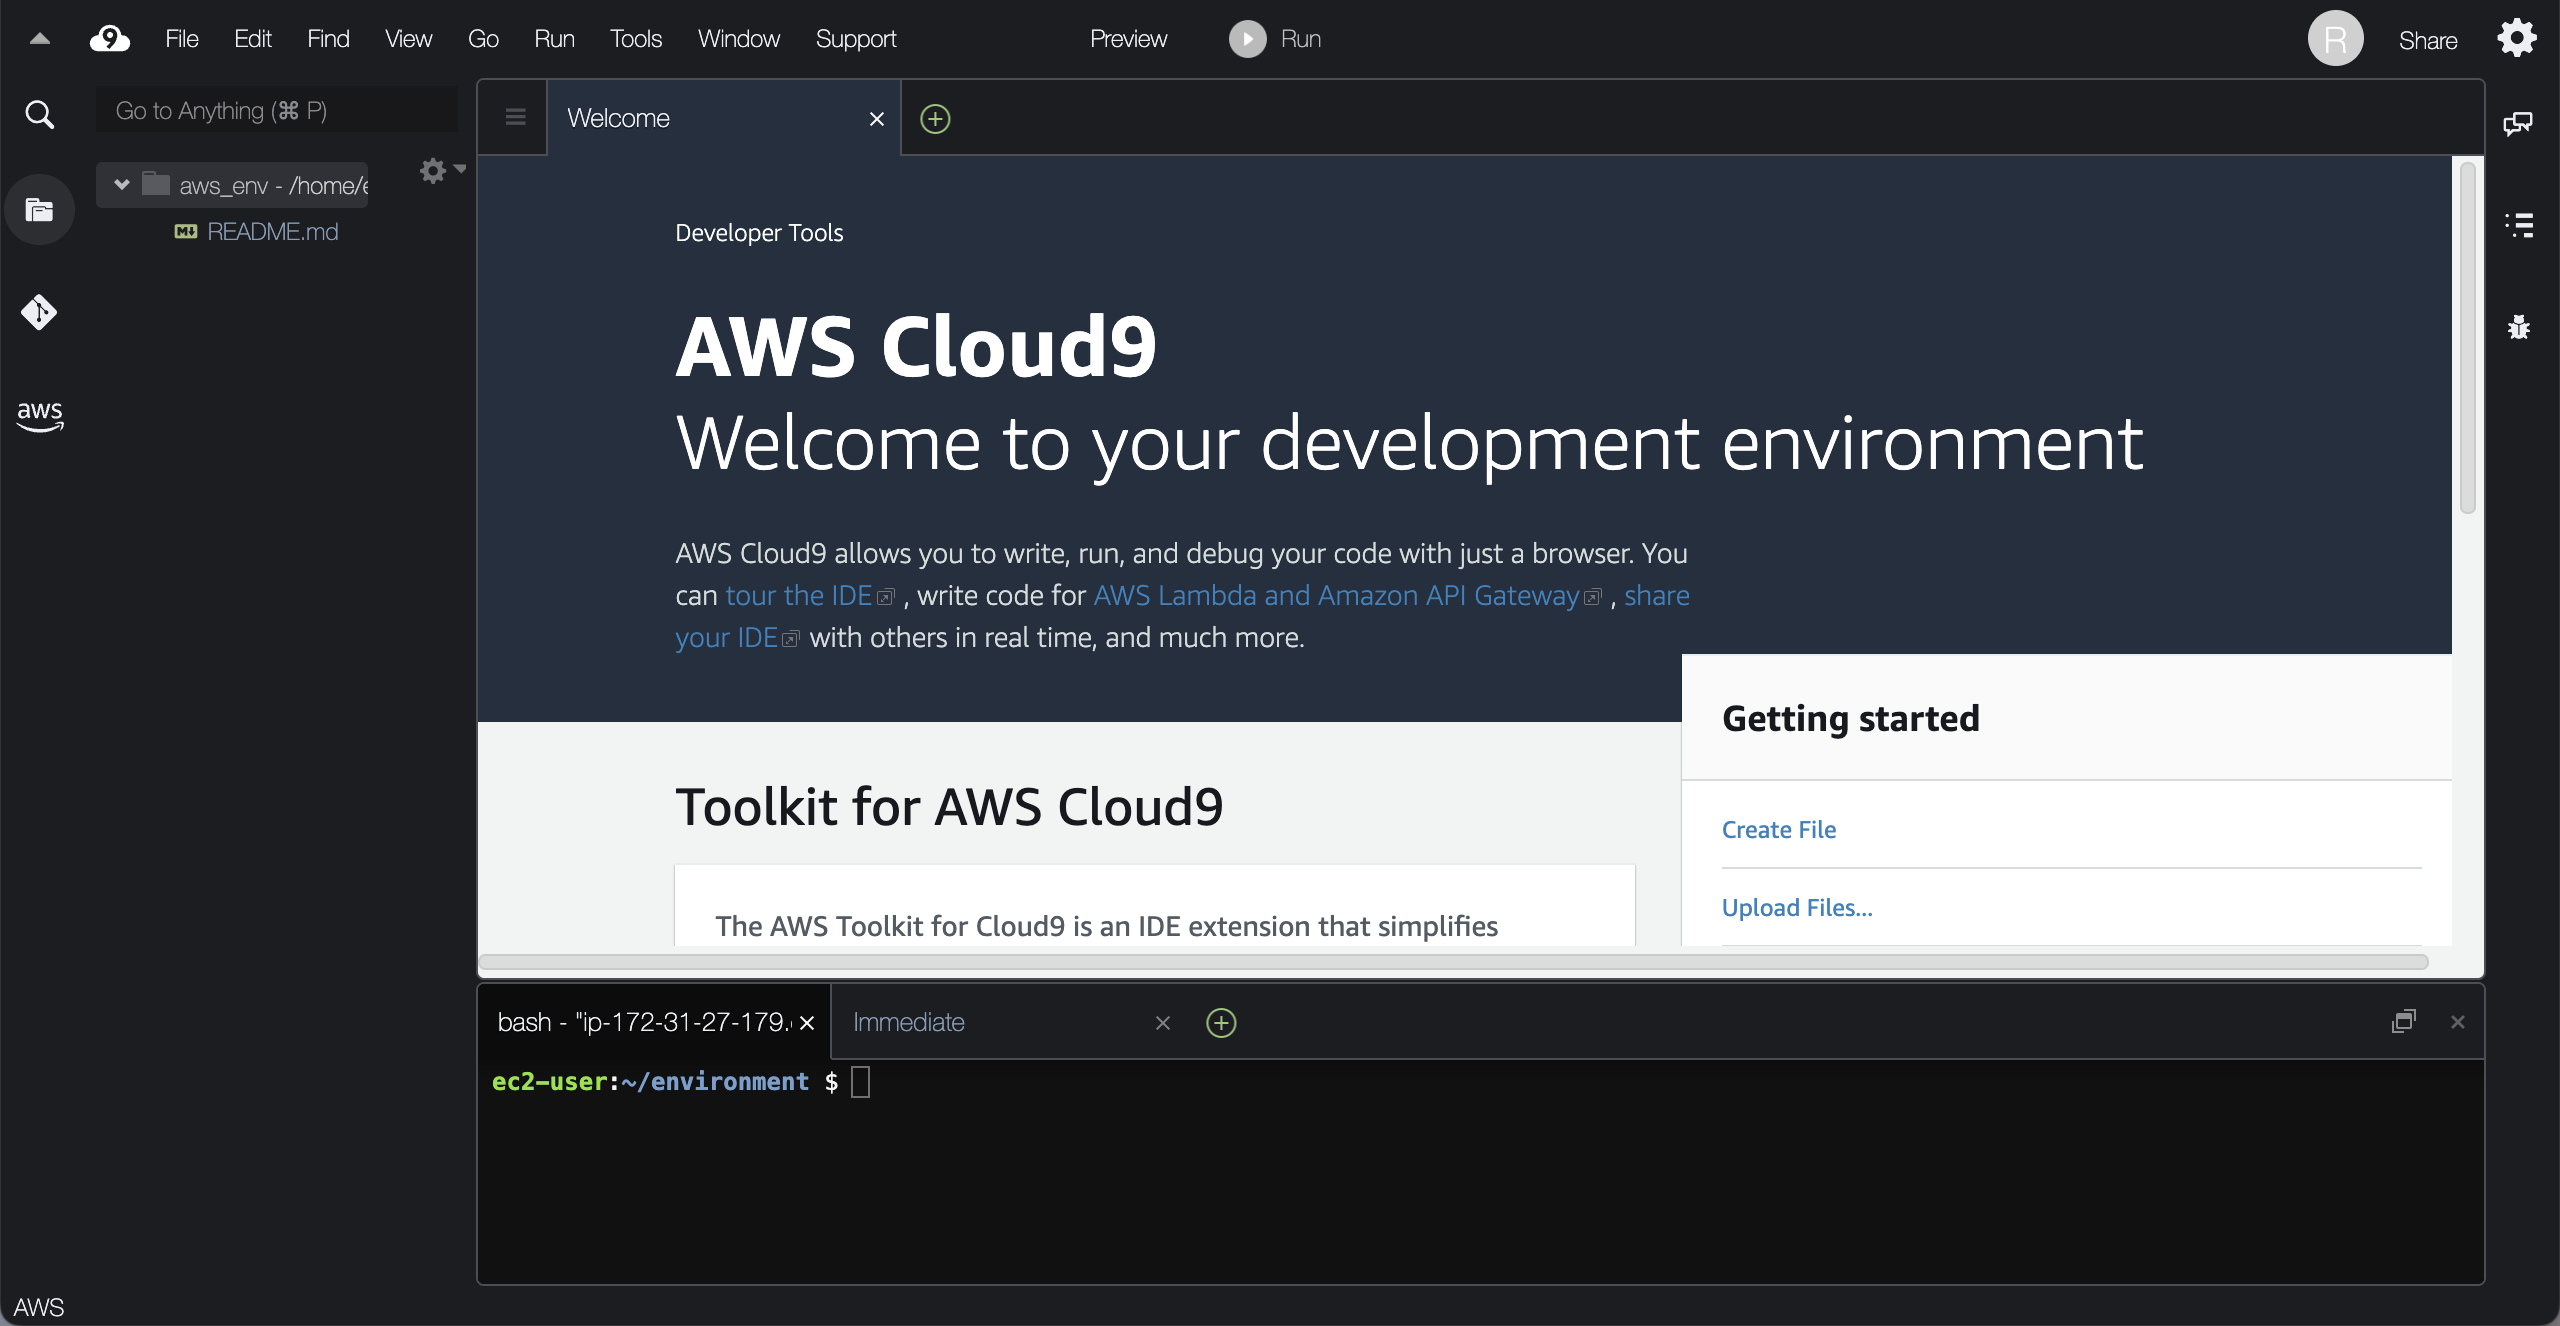 9 File Edit Find View Go Run Tools Window Support Preview Run R Share
Go to Anything (⌘ P)
aws_env - /home/e
README.md
aws
AWS
Welcome
Developer Tools
AWS Cloud9
Welcome to your development environment
AWS Cloud9 allows you to write, run, and debug your code with just a browser. You
can tour the IDE , write code for AWS Lambda and Amazon API Gateway , share
your IDE with others in real time, and much more.
Toolkit for AWS Cloud9
The AWS Toolkit for Cloud9 is an IDE extension that simplifies
Getting started
Create File
Upload Files...
bash - "ip-172-31-27-179. Immediate
ec2-user:~/environment $